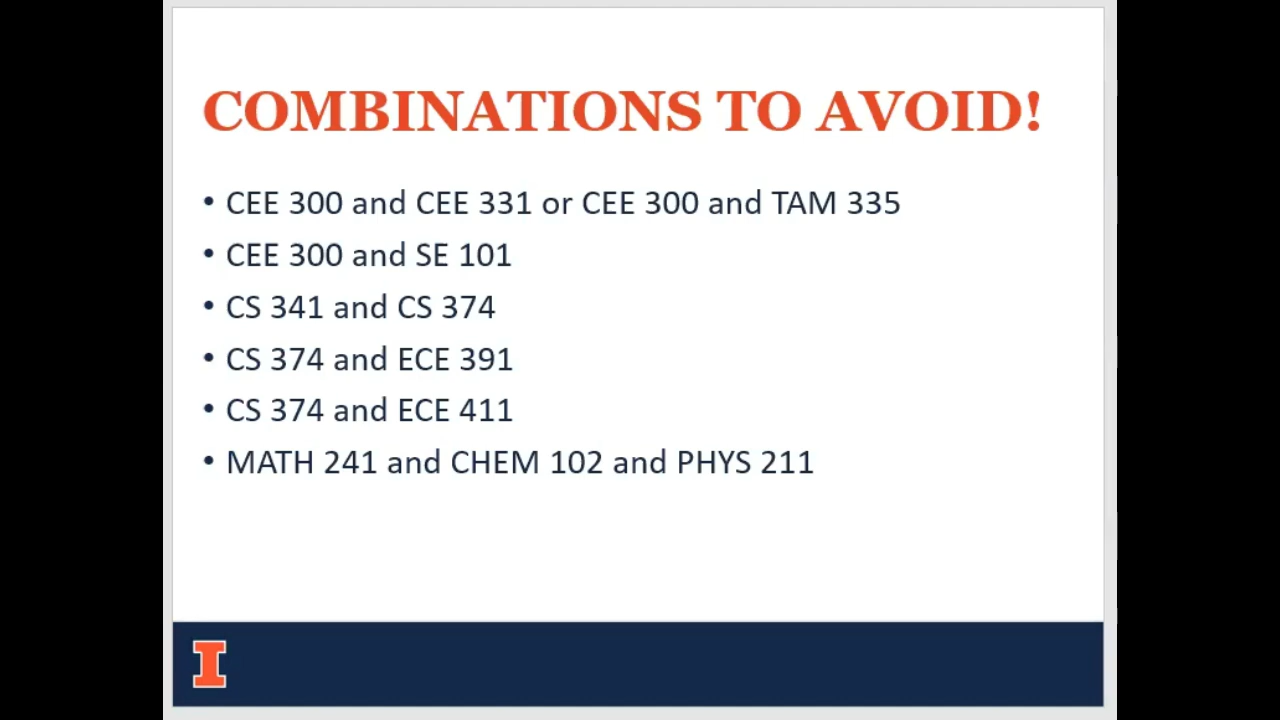 COMBINATIONS TO AVOID!
• CEE 300 and CEE 331 or CEE 300 and TAM 335
• CEE 300 and SE 101
• CS 341 and CS 374
• CS 374 and ECE 391
• CS 374 and ECE 411
• MATH 241 and CHEM 102 and PHYS 211
I